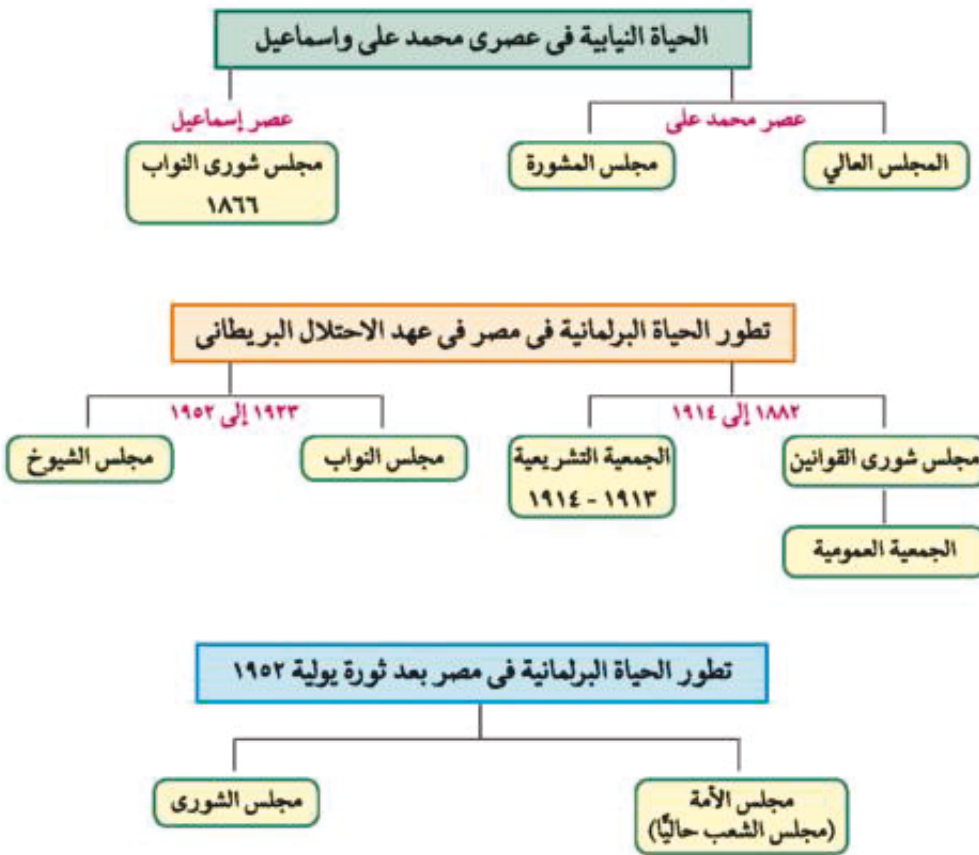 الحياة النيابية فى عصرى محمد على واسماعيل
عصر محمد على
عصر إسماعيل
المجلس العالي
مجلس المشورة
مجلس شورى النواب
١٨٦٦
تطور الحياة البرلمانية فى مصر فى عهد الاحتلال البريطانى
١٨٨٢ إلى ١٩١٤
١٩٢٣ إلى ١٩٥٢
مجلس شورى القوانين
الجمعية التشريعية
١٩١٣ - ١٩١٤
مجلس النواب
مجلس الشيوخ
الجمعية العمومية
تطور الحياة البرلمانية فى مصر بعد ثورة يولية ١٩٥٢
مجلس الأمة
(مجلس الشعب حاليًّا)
مجلس الشورى